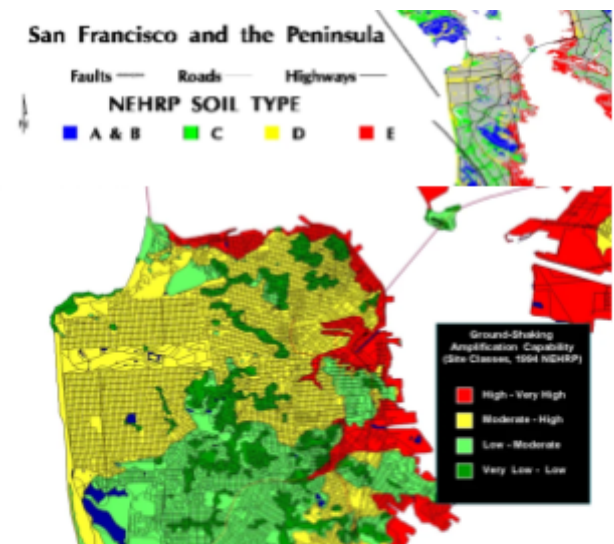 San Francisco and the Peninsula
Faults Roads Highways
NEHRP SOIL TYPE
A & B C D E
Ground-Shaking
Amplification Capability
(Site Classes, 1994 NEHRP)
High - Very High
Moderate - High
Low - Moderate
Very Low - Low